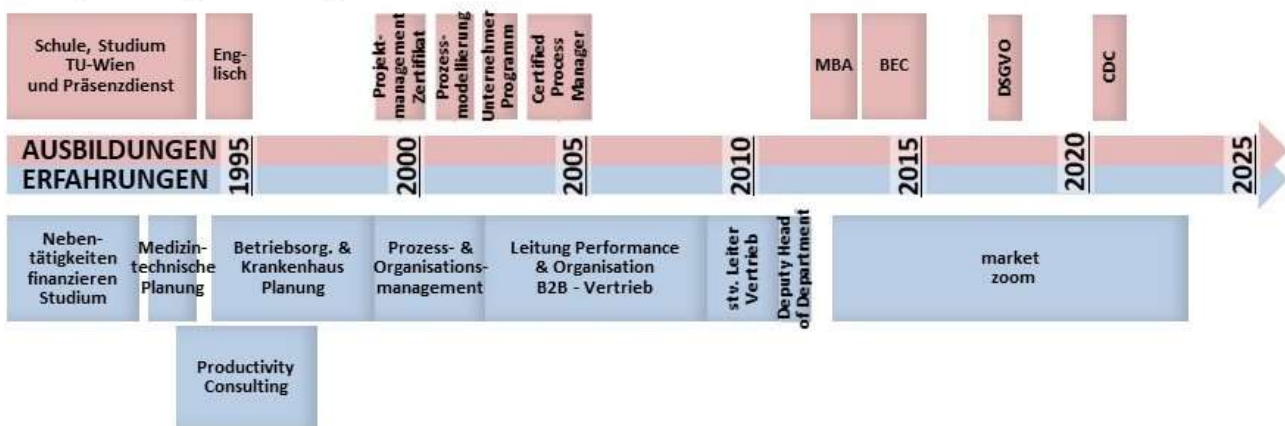 Schule, Studium
TU-Wien
und Präsenzdienst
Eng-
lisch
Projekt-
management
Zertifikat
Prozess-
modellierung
Unternehmer
Programm
Certified
Process
Manager
MBA
BEC
DSGVO
CDC
AUSBILDUNGEN
ERFAHRUNGEN
1995
2000
2005
2010
2015
2020
2025
Neben-
tätigkeiten
finanzieren
Studium
Medizin-
technische
Planung
Betriebsorg. &
Krankenhaus
Planung
Prozess- &
Organisations-
management
Leitung Performance
& Organisation
B2B - Vertrieb
stv. Leiter
Vertrieb
Deputy Head
of Department
market
zoom
Productivity
Consulting